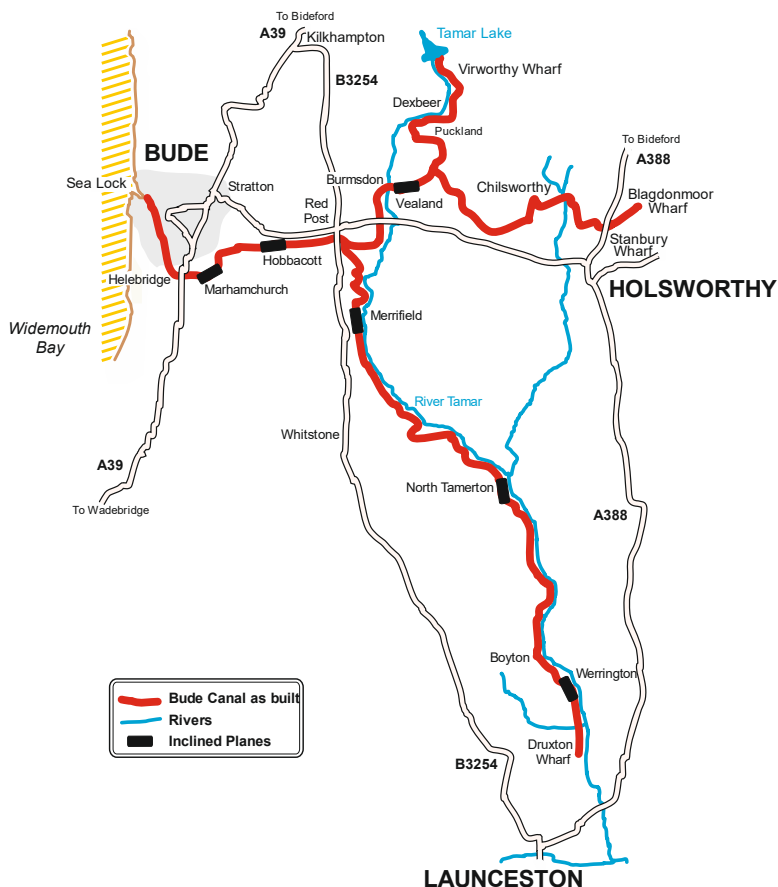 To Bideford
A39
Kilkhampton
Tamar Lake
B3254
Virworthy Wharf
Dexbeer
Puckland
To Bideford
A388
BUDE
Sea Lock
Stratton
Burmsdon
Chilsworthy
Vealand
Blagdonmoor
Wharf
Red
Post
Stanbury
Wharf
Hobbacott
Helebridge
Marhamchurch
HOLSWORTHY
Merrifield
Widemouth
Bay
River Tamar
Whitstone
A39
North Tamerton
To Wadebridge
A388
Boyton
Werrington
Bude Canal as built
Rivers
Inclined Planes
Druxton
Wharf
B3254
LAUNCESTON